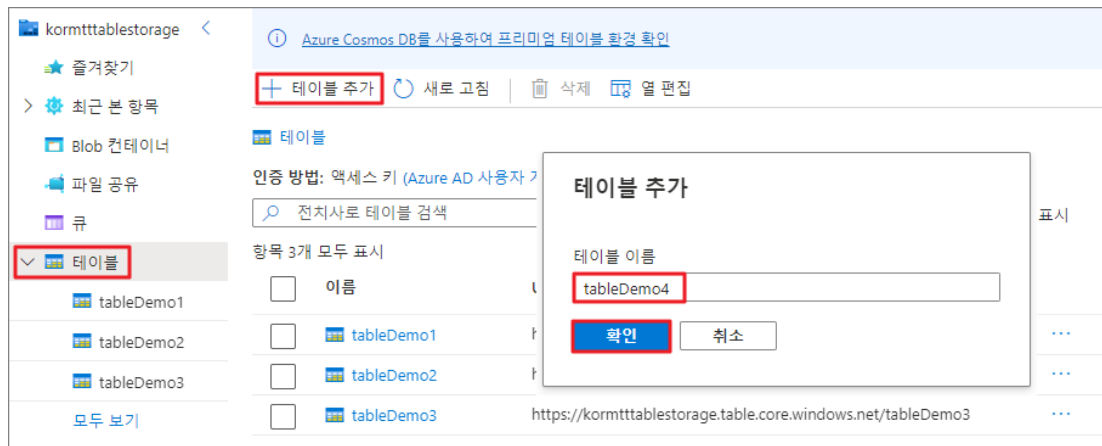 kormtttablestorage
즐겨찾기
최근 본 항목
Blob 컨테이너
파일 공유
큐
테이블
tableDemo1
tableDemo2
tableDemo3
모두 보기
Azure Cosmos DB를 사용하여 프리미엄 테이블 환경 확인
테이블 추가 새로 고침 삭제 열 편집
테이블
인증 방법: 액세스 키 (Azure AD 사용자
전치사로 테이블 검색
표시
항목 3개 모두 표시
이름
tableDemo1
tableDemo2
tableDemo3 https://kormtttablestorage.table.core.windows.net/tableDemo3
테이블 추가
테이블 이름
tableDemo4
확인 취소